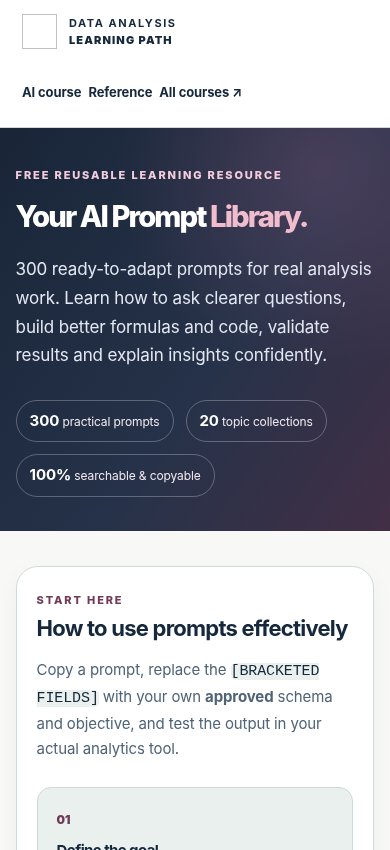 DATA ANALYSIS
LEARNING PATH
AI course Reference All courses ↗
FREE REUSABLE LEARNING RESOURCE
Your AI Prompt Library.
300 ready-to-adapt prompts for real analysis
work. Learn how to ask clearer questions,
build better formulas and code, validate
results and explain insights confidently.
300 practical prompts
20 topic collections
100% searchable & copyable
START HERE
How to use prompts effectively
Copy a prompt, replace the [BRACKETED
FIELDS] with your own approved schema
and objective, and test the output in your
actual analytics tool.
01
Define the goal